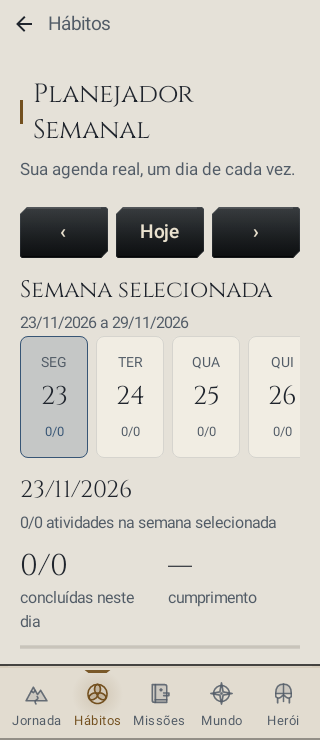 Hábitos
Planejador
Semanal
Sua agenda real, um dia de cada vez.
‹ Hoje ›
Semana selecionada
23/11/2026 a 29/11/2026
SEG TER QUA QUI
23 24 25 26
0/0 0/0 0/0 0/0
23/11/2026
0/0 atividades na semana selecionada
0/0 —
concluídas neste cumprimento
dia
Jornada Hábitos Missões Mundo Herói